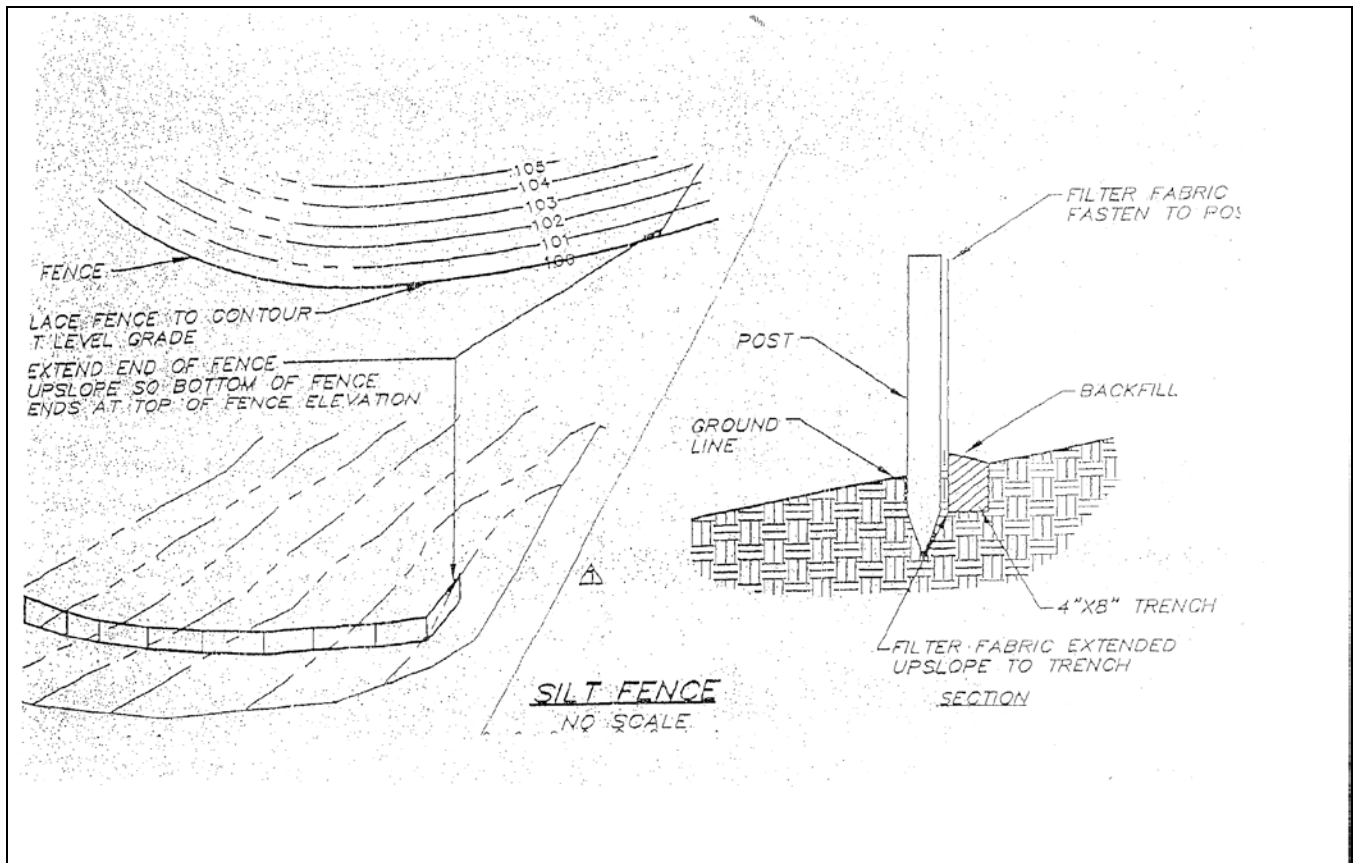 105
104
103
102
101
100
FENCE
LACE FENCE TO CONTOUR
T LEVEL GRADE
EXTEND END OF FENCE
UPSLOPE SO BOTTOM OF FENCE
ENDS AT TOP OF FENCE ELEVATION
1
SILT FENCE
NO SCALE
FILTER FABRIC
FASTEN TO POS
POST
BACKFILL
GROUND
LINE
4"X8" TRENCH
FILTER FABRIC EXTENDED
UPSLOPE TO TRENCH
SECTION